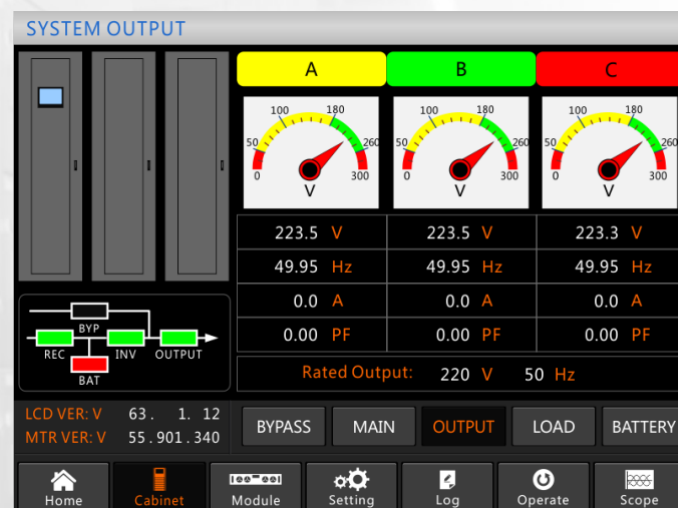 SYSTEM OUTPUT
A B C
100 180 100 180 100 180
50 260 50 260 50 260
0 300 0 300 0 300
V V V
223.5 V 223.5 V 223.3 V
49.95 Hz 49.95 Hz 49.95 Hz
0.0 A 0.0 A 0.0 A
0.00 PF 0.00 PF 0.00 PF
BYP
REC INV OUTPUT
BAT
Rated Output: 220 V 50 Hz
LCD VER: V 63. 1. 12
MTR VER: V 55.901.340
BYPASS MAIN OUTPUT LOAD BATTERY
Home Cabinet Module Setting Log Operate Scope